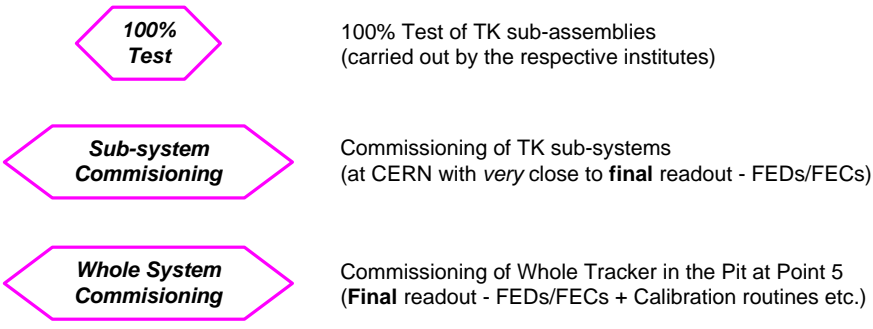 100%
Test
100% Test of TK sub-assemblies
(carried out by the respective institutes)
Sub-system
Commisioning
Commissioning of TK sub-systems
(at CERN with very close to final readout - FEDs/FECs)
Whole System
Commisioning
Commissioning of Whole Tracker in the Pit at Point 5
(Final readout - FEDs/FECs + Calibration routines etc.)